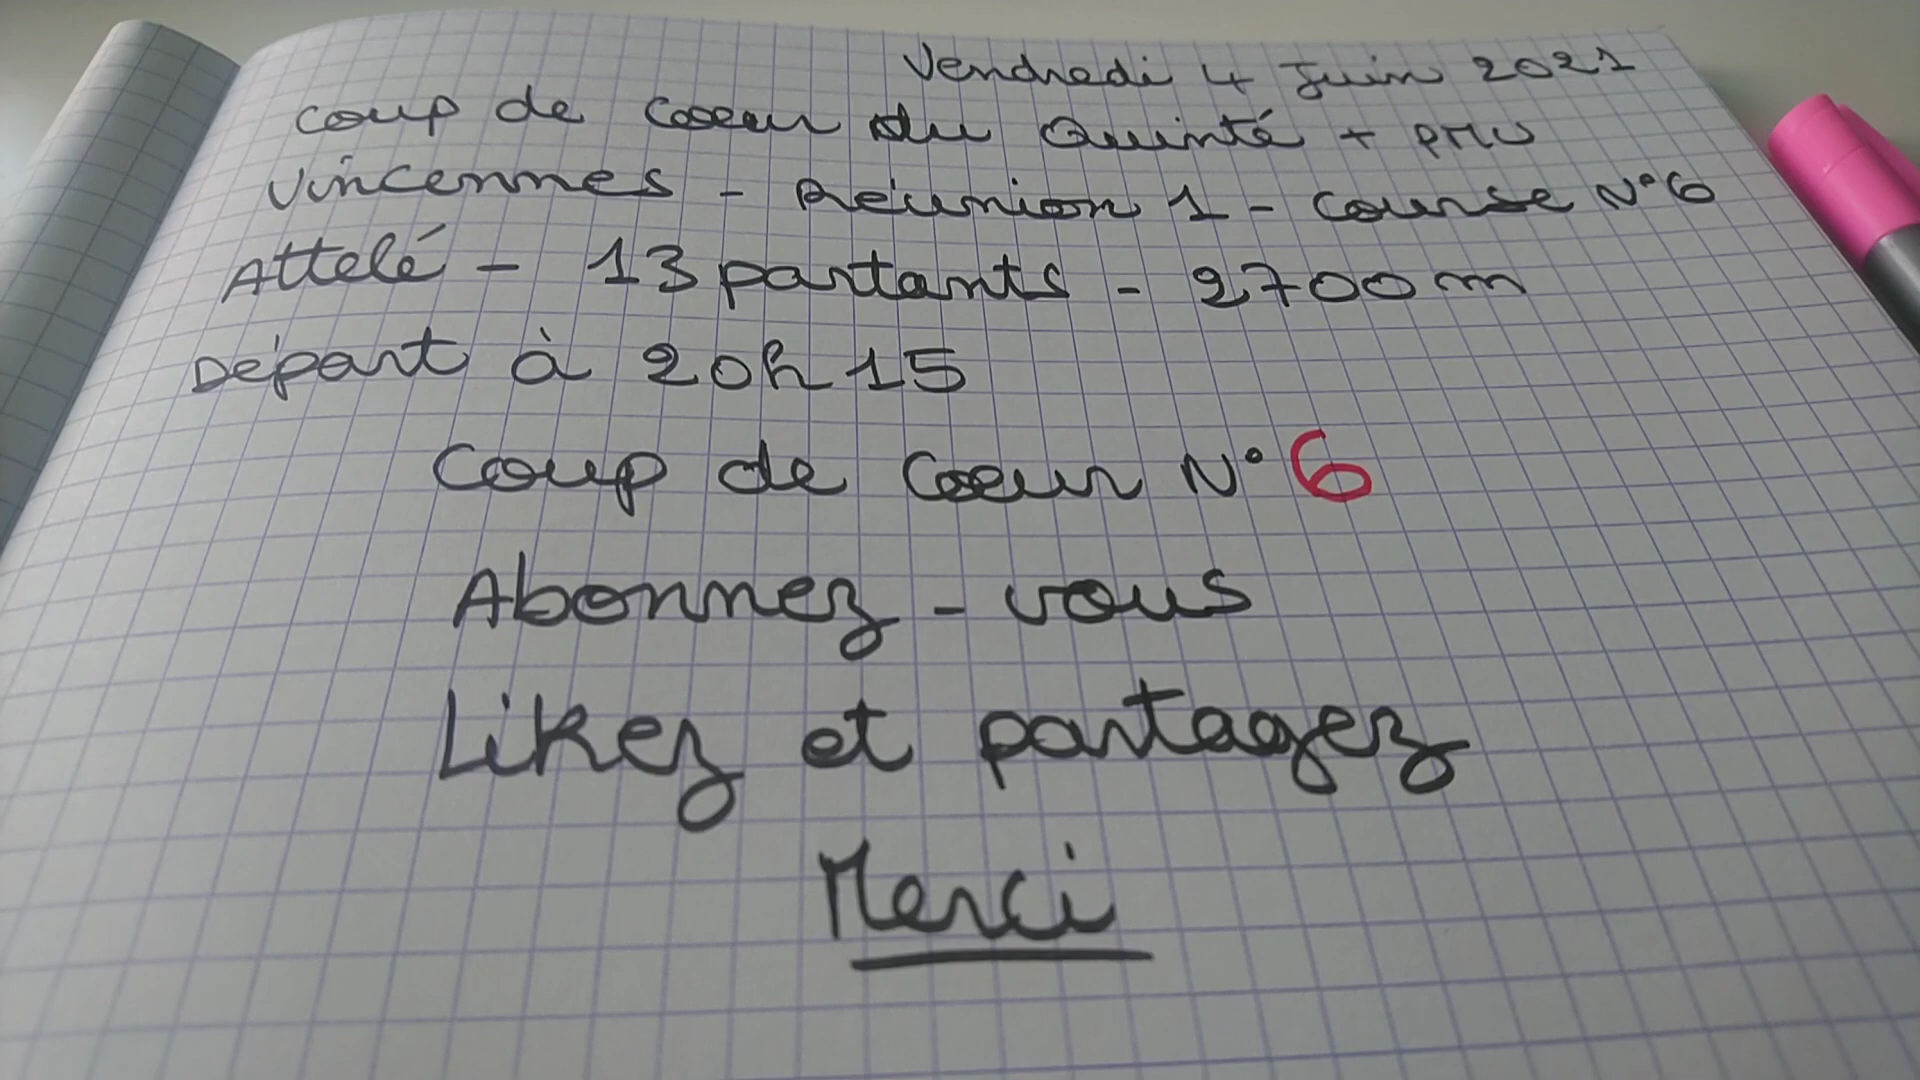 Vendredi 4 Juin 2021
Coup de Coeur du Quinté + PMU
Vincennes - Réunion 1 - Course N°6
Attelé - 13 partants - 2700m
Départ à 20h15
Coup de Coeur N°6
Abonnez-vous
Likez et partagez
Merci